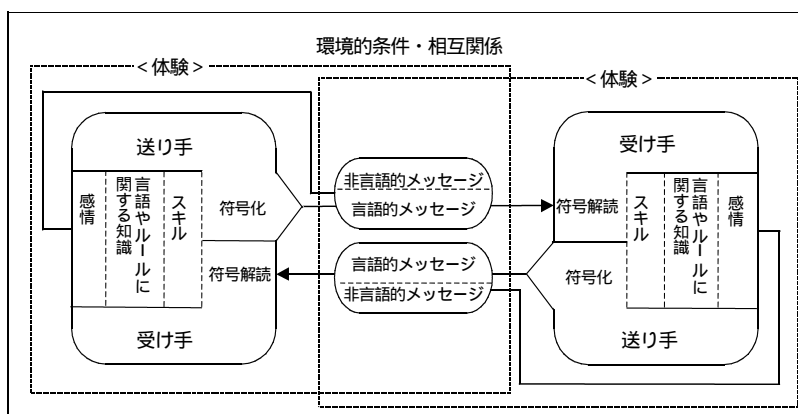 環境的条件・相互関係
<体験>
<体験>
送り手
感情
言語やルールに
関する知識
スキル
符号化
符号解読
受け手
非言語的メッセージ
言語的メッセージ
言語的メッセージ
非言語的メッセージ
受け手
符号解読
符号化
スキル
言語やルールに
関する知識
感情
送り手